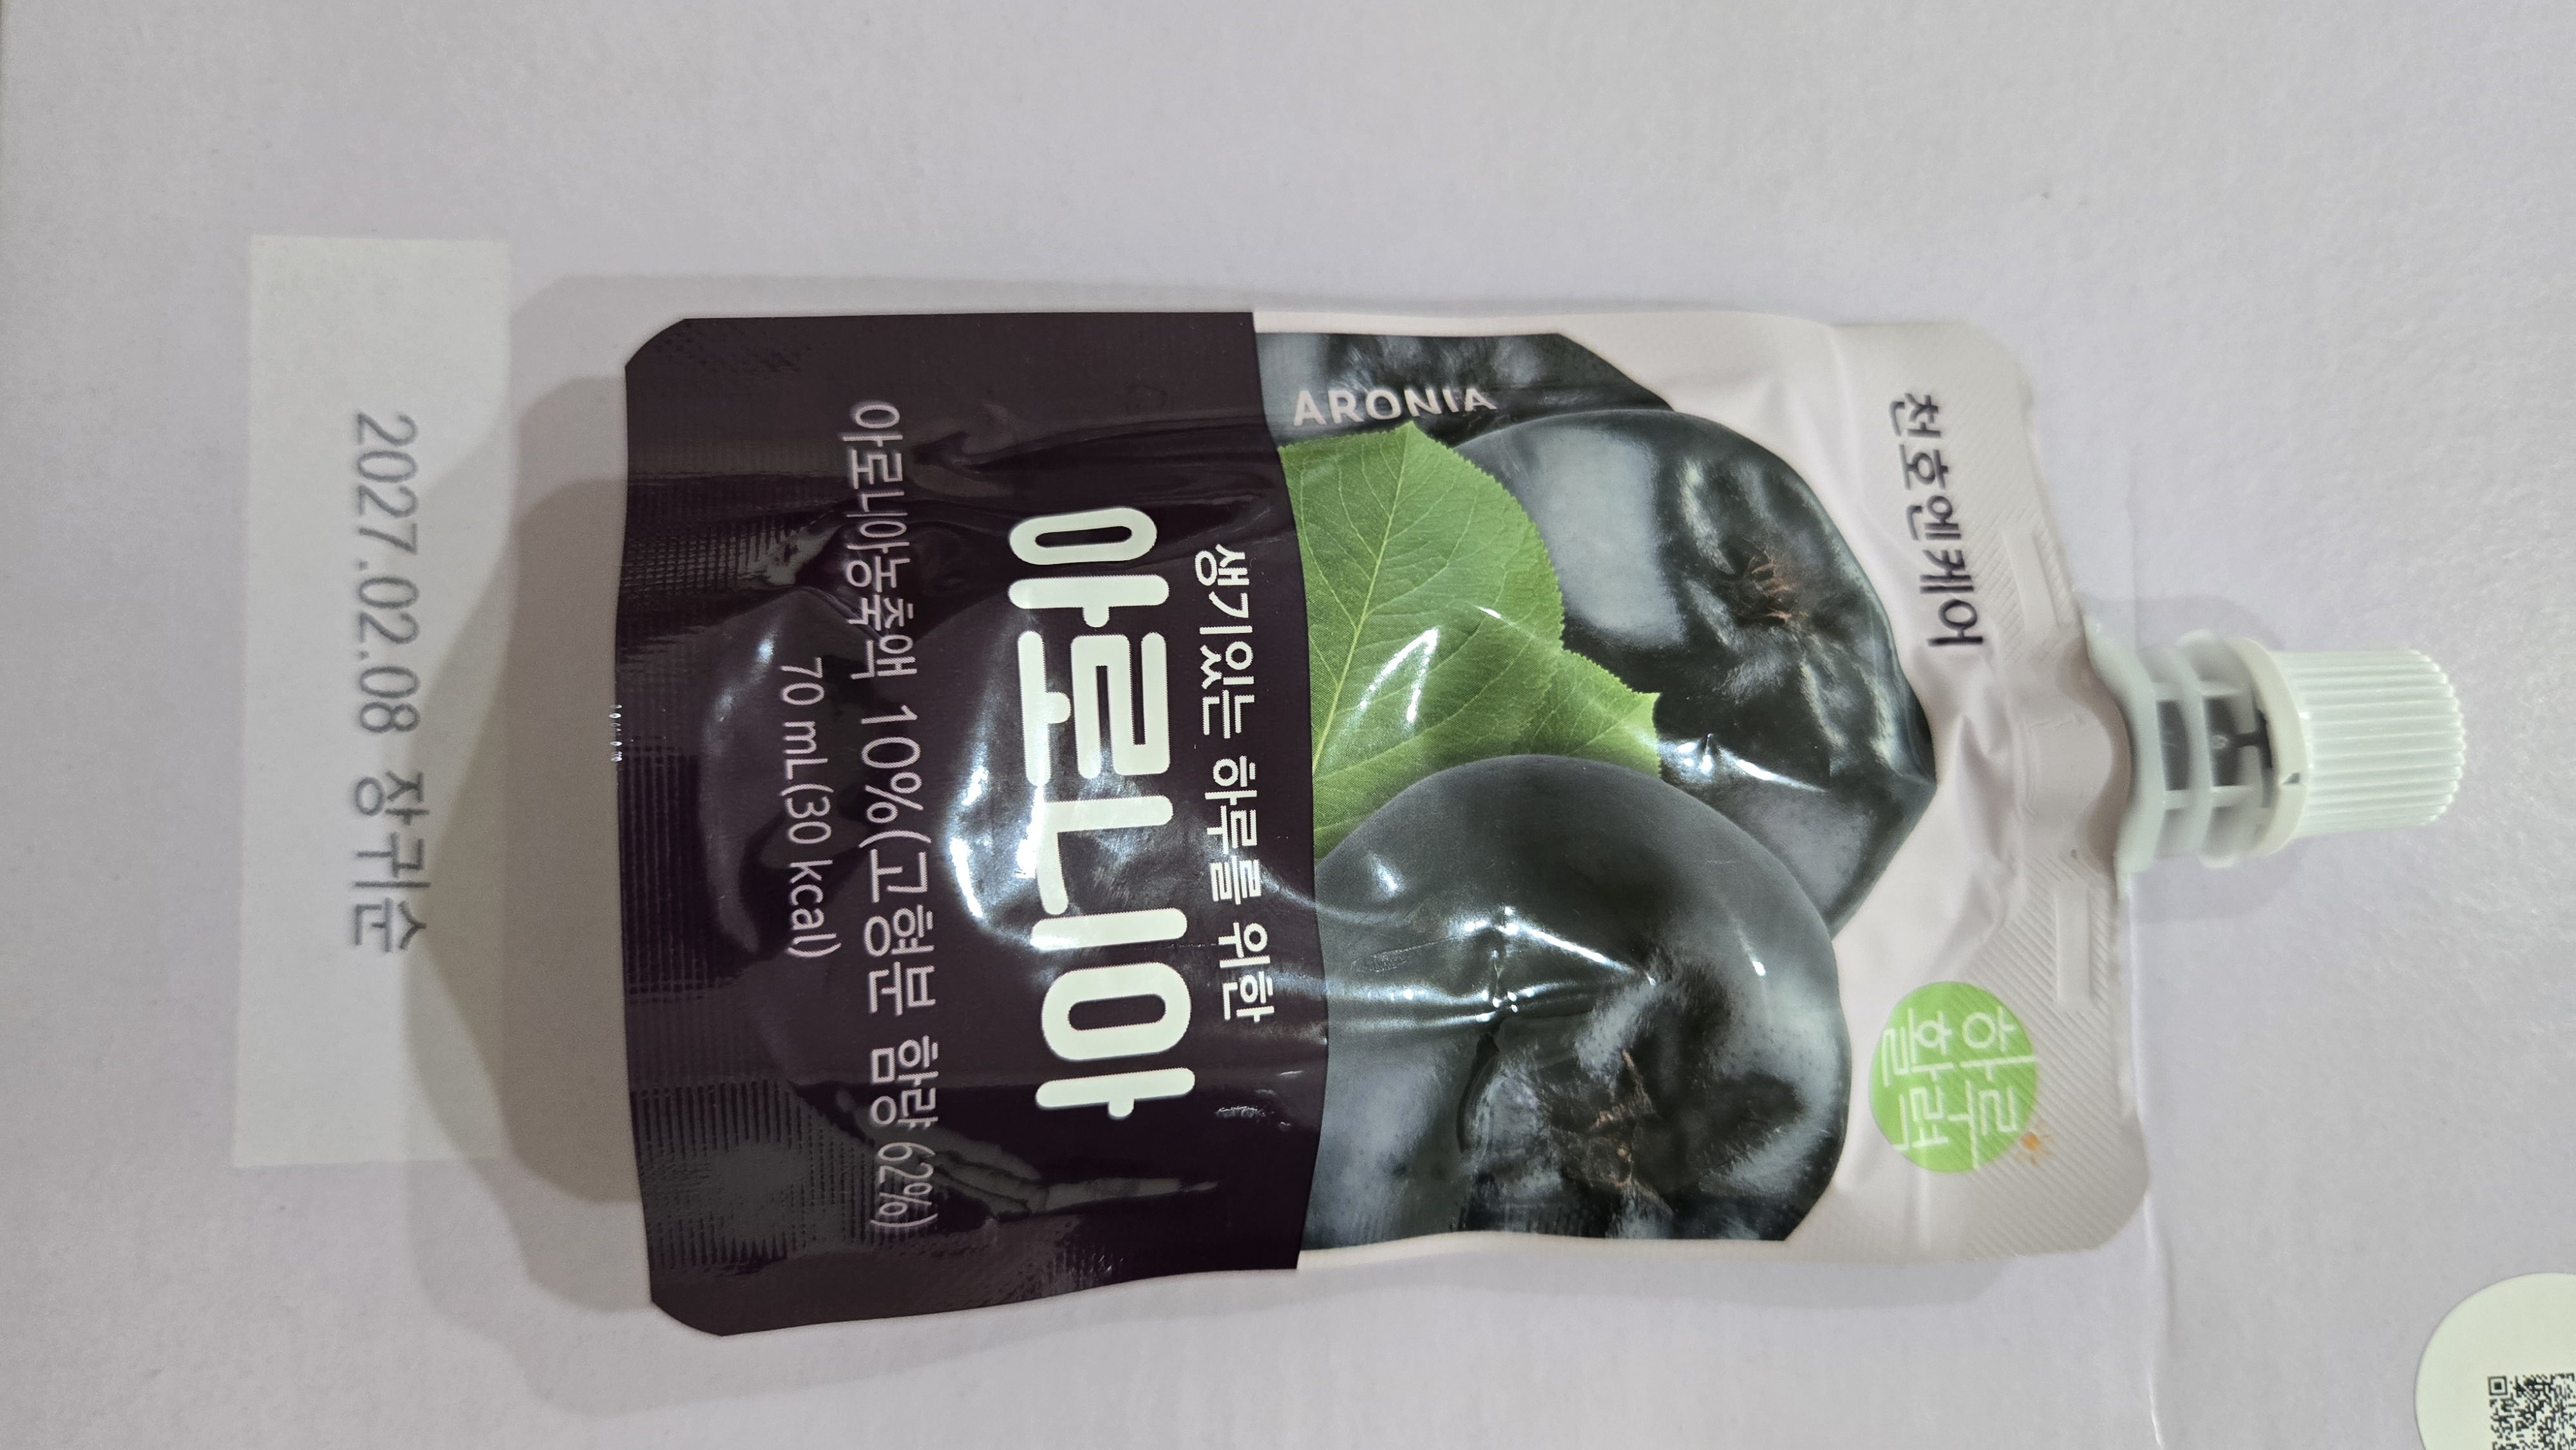 천호엔케어
하루
활력
ARONIA
생기있는 하루를 위한
아로니아
아로니아농축액 10%(고형분 함량 62%)
70 mL(30 kcal)
2027.02.08 장귀순